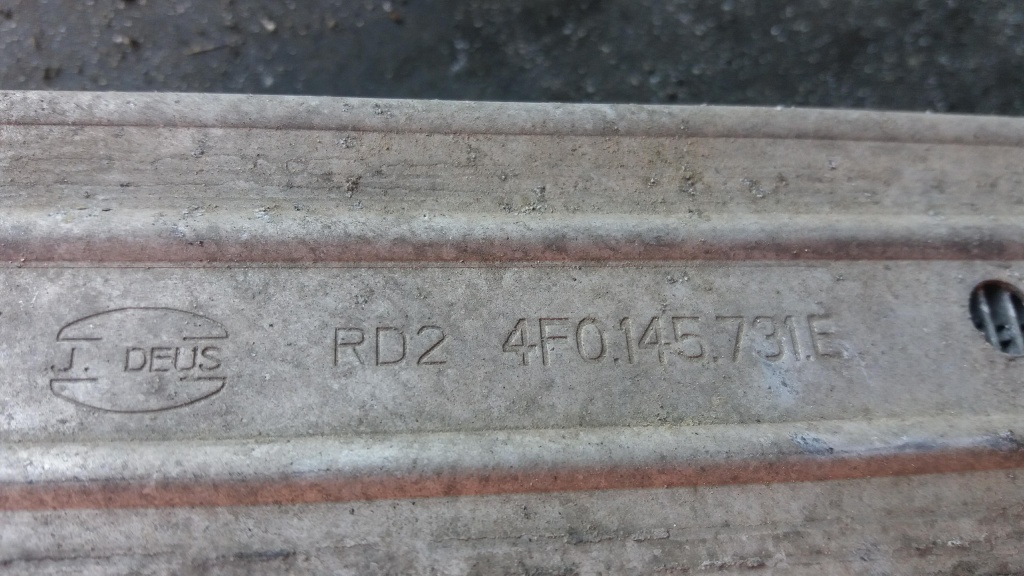 J. DEUS RD2 4F0.145.731.E